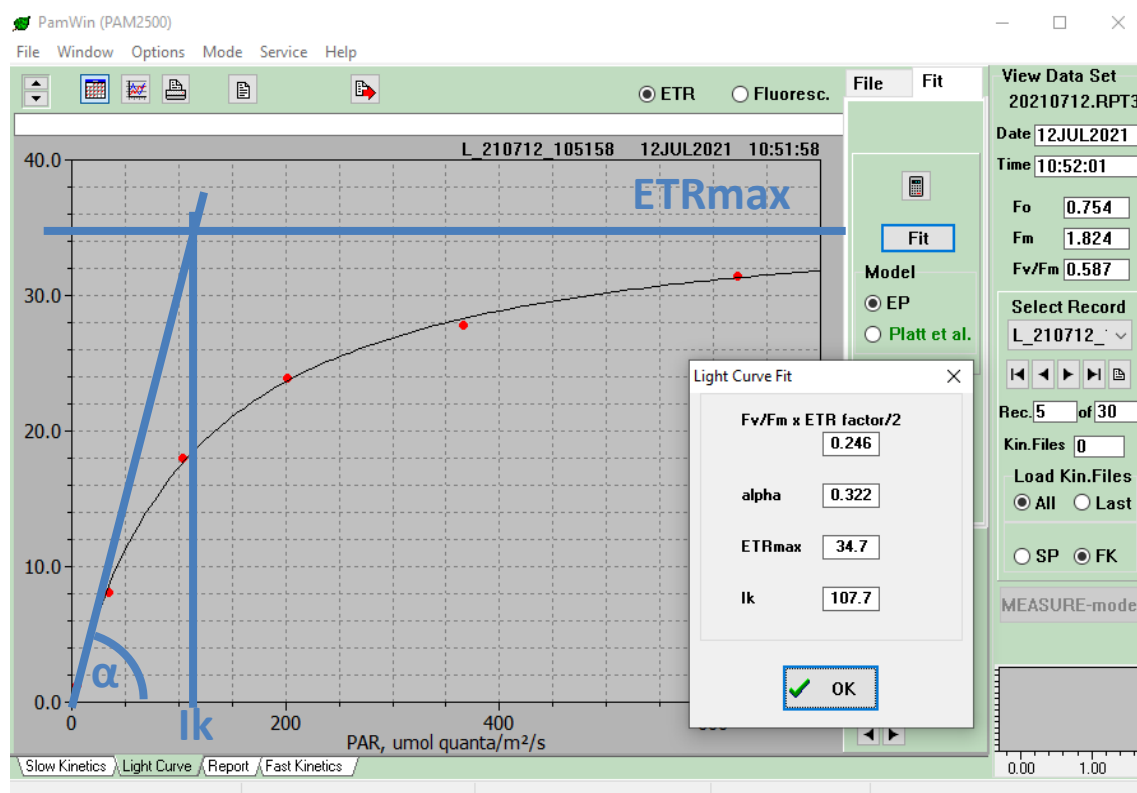 PamWin (PAM2500)
File Window Options Mode Service Help
ETR Fluoresc.
L_210712_105158 12JUL2021 10:51:58
40.0
30.0
20.0
10.0
0.0
0 200 400
PAR, umol quanta/m²/s
ETRmax
α
Ik
File Fit
Fit
Model
EP
Platt et al.
Light Curve Fit
Fv/Fm x ETR factor/2
0.246
alpha 0.322
ETRmax 34.7
Ik 107.7
OK
View Data Set
20210712.RPT3
Date 12JUL2021
Time 10:52:01
Fo 0.754
Fm 1.824
Fv/Fm 0.587
Select Record
L_210712_
Rec. 5 of 30
Kin.Files 0
Load Kin.Files
All Last
SP FK
MEASURE-mode
0.00 1.00
Slow Kinetics Light Curve Report Fast Kinetics